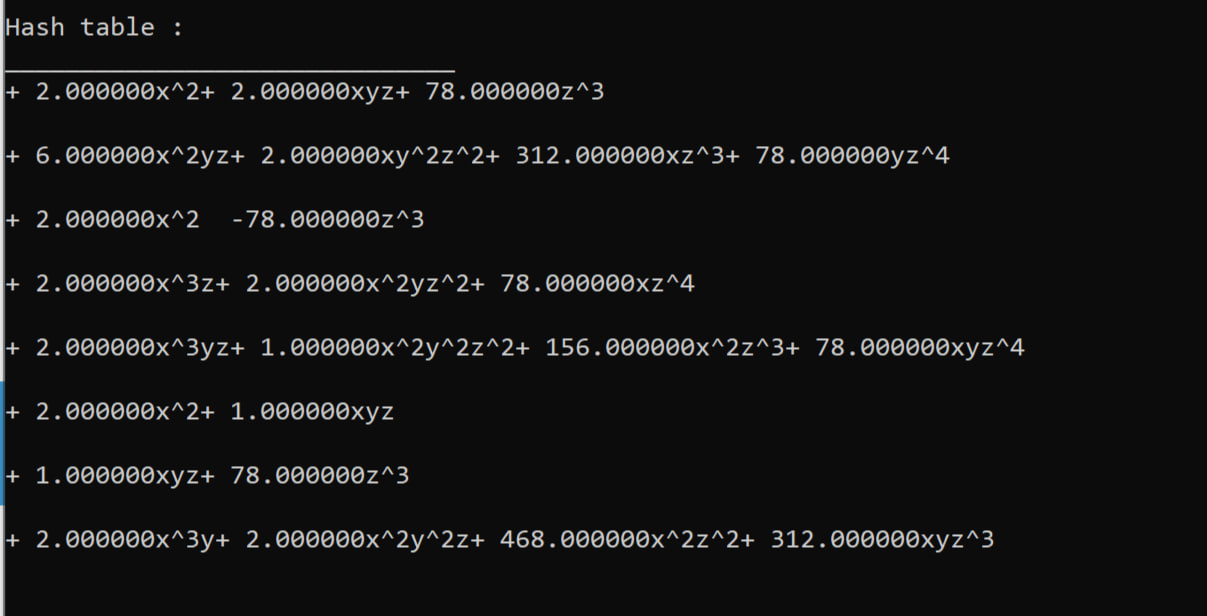 Hash table :
______________________________
+ 2.000000x^2+ 2.000000xyz+ 78.000000z^3
+ 6.000000x^2yz+ 2.000000xy^2z^2+ 312.000000xz^3+ 78.000000yz^4
+ 2.000000x^2  -78.000000z^3
+ 2.000000x^3z+ 2.000000x^2yz^2+ 78.000000xz^4
+ 2.000000x^3yz+ 1.000000x^2y^2z^2+ 156.000000x^2z^3+ 78.000000xyz^4
+ 2.000000x^2+ 1.000000xyz
+ 1.000000xyz+ 78.000000z^3
+ 2.000000x^3y+ 2.000000x^2y^2z+ 468.000000x^2z^2+ 312.000000xyz^3